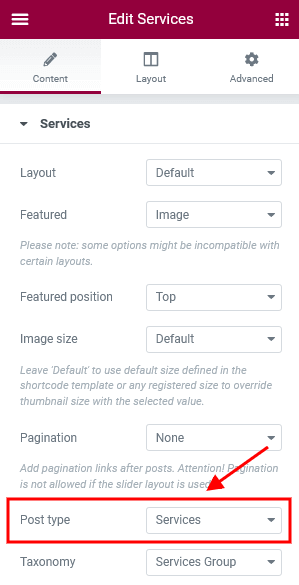 Edit Services
Content Layout Advanced
Services
Layout Default
Featured Image
Please note: some options might be incompatible with
certain layouts.
Featured position Top
Image size Default
Leave 'Default' to use default size defined in the
shortcode template or any registered size to override
thumbnail size with the selected value.
Pagination None
Add pagination links after posts. Attention! Pagination
is not allowed if the slider layout is used.
Post type Services
Taxonomy Services Group